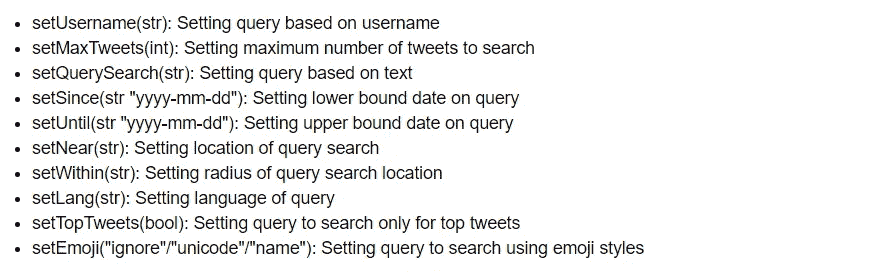 • setUsername(str): Setting query based on username
• setMaxTweets(int): Setting maximum number of tweets to search
• setQuerySearch(str): Setting query based on text
• setSince(str "yyyy-mm-dd"): Setting lower bound date on query
• setUntil(str "yyyy-mm-dd"): Setting upper bound date on query
• setNear(str): Setting location of query search
• setWithin(str): Setting radius of query search location
• setLang(str): Setting language of query
• setTopTweets(bool): Setting query to search only for top tweets
• setEmoji("ignore"/"unicode"/"name"): Setting query to search using emoji styles